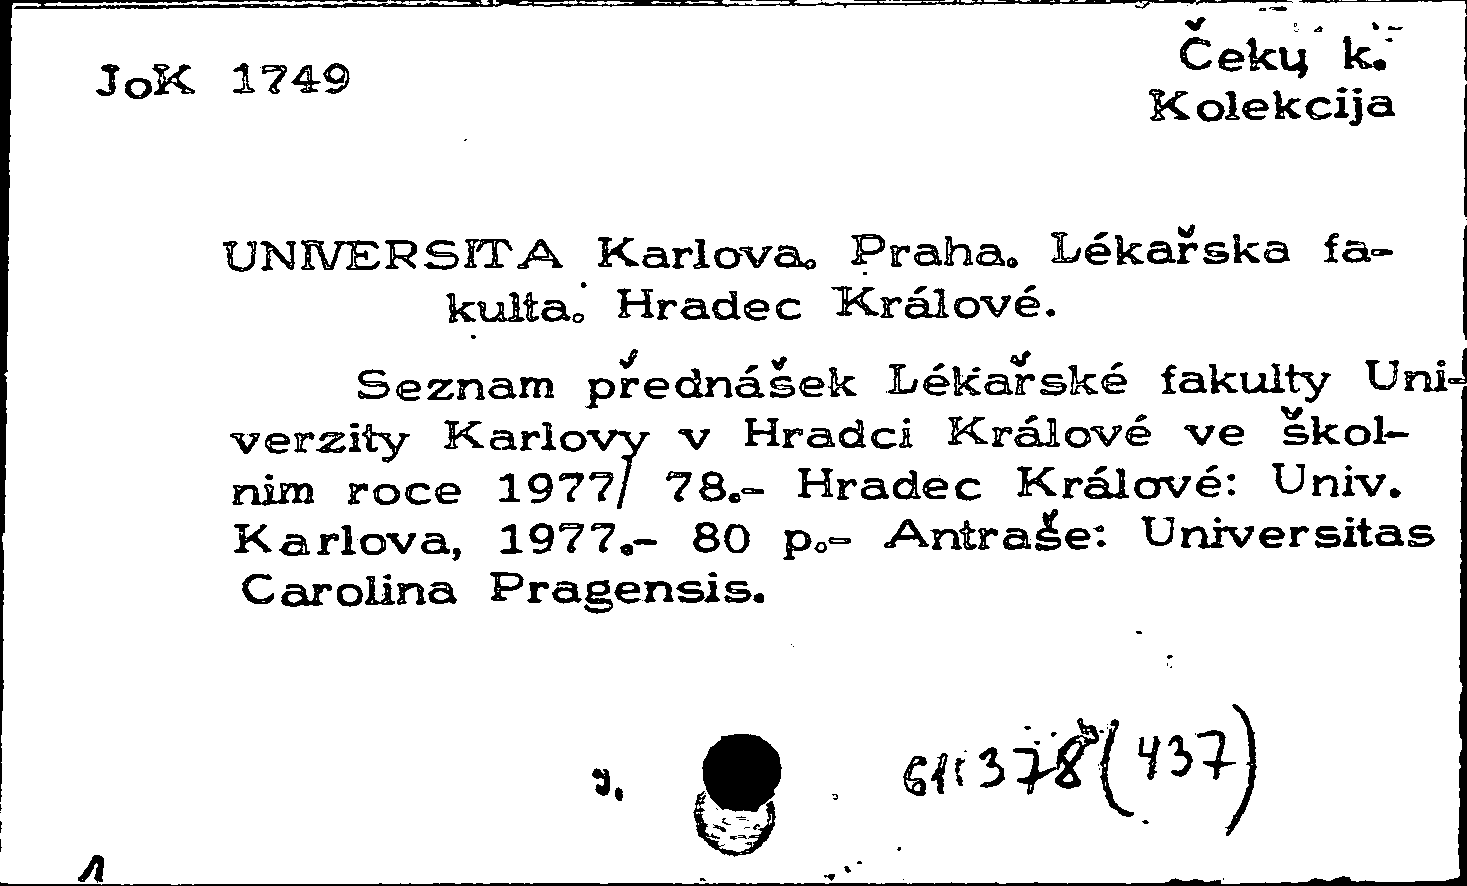 JoK 1749
Čekų k.
Kolekcija
UNIVERSITA Karlova. Praha. Lékařska fa-
kulta. Hradec Králové.
Seznam přednášek Lékařské fakulty Uni-
verzity Karlovy v Hradci Králové ve škol-
nim roce 1977/ 78.- Hradec Králové: Univ.
Karlova, 1977.- 80 p.- Antraše: Universitas
Carolina Pragensis.
y.
61:378(437)
1